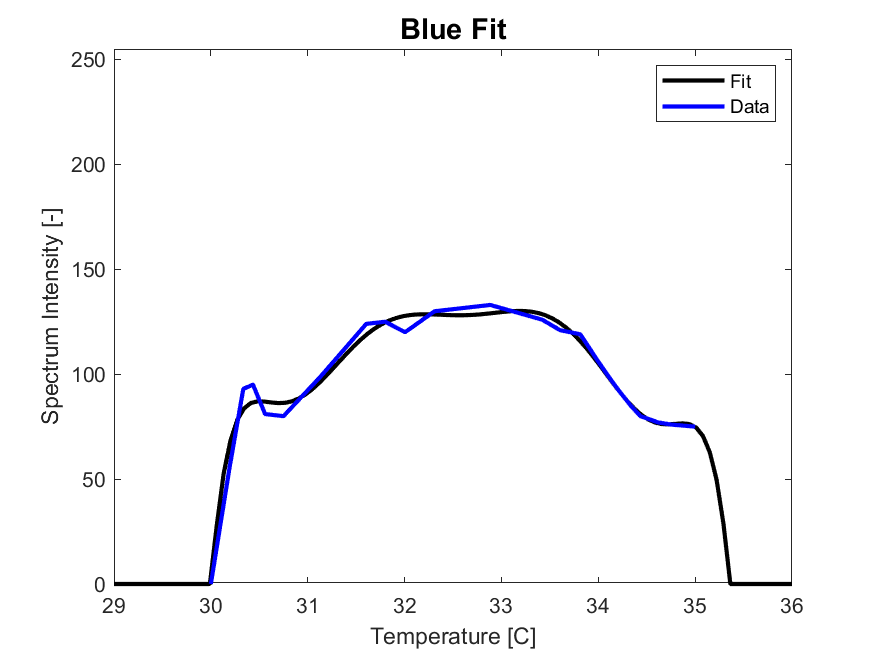 Blue Fit
Fit
Data
250
200
150
100
50
0
Spectrum Intensity [-]
29 30 31 32 33 34 35 36
Temperature [C]